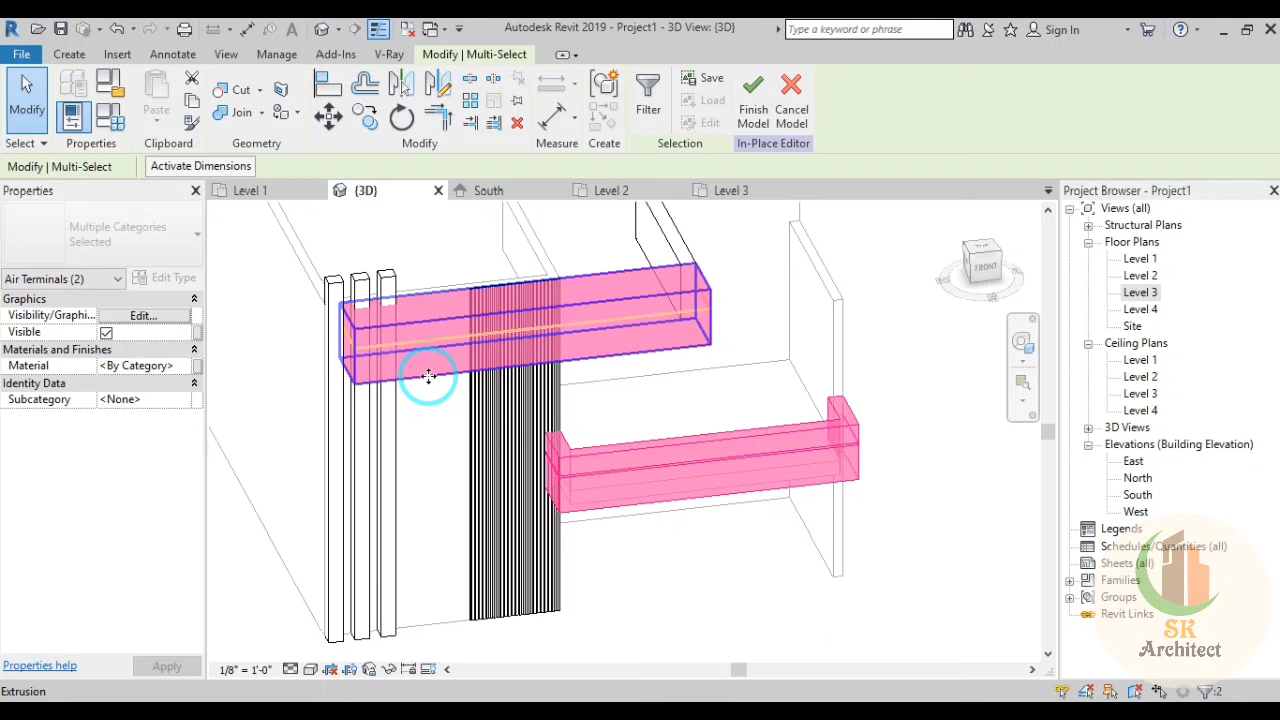 Autodesk Revit 2019 - Project1 - 3D View: {3D}
Type a keyword or phrase
Sign In
File Create Insert Annotate View Manage Add-Ins V-Ray Modify | Multi-Select
Modify
Paste
Cut
Join
Filter
Save
Load
Edit
Finish Model
Cancel Model
Select Properties Clipboard Geometry Modify Measure Create Selection In-Place Editor
Modify | Multi-Select Activate Dimensions
Properties
Level 1 {3D} South Level 2 Level 3
Project Browser - Project1
Multiple Categories
Selected
Air Terminals (2) Edit Type
Graphics
Visibility/Graphi... Edit...
Visible
Materials and Finishes
Material <By Category>
Identity Data
Subcategory <None>
FRONT
Views (all)
Structural Plans
Floor Plans
Level 1
Level 2
Level 3
Level 4
Site
Ceiling Plans
Level 1
Level 2
Level 3
Level 4
3D Views
Elevations (Building Elevation)
East
North
South
West
Legends
Schedules/Quantities (all)
Sheets (all)
Families
Groups
Revit Links
SK
Architect
Properties help Apply
1/8" = 1'-0"
Extrusion
:2